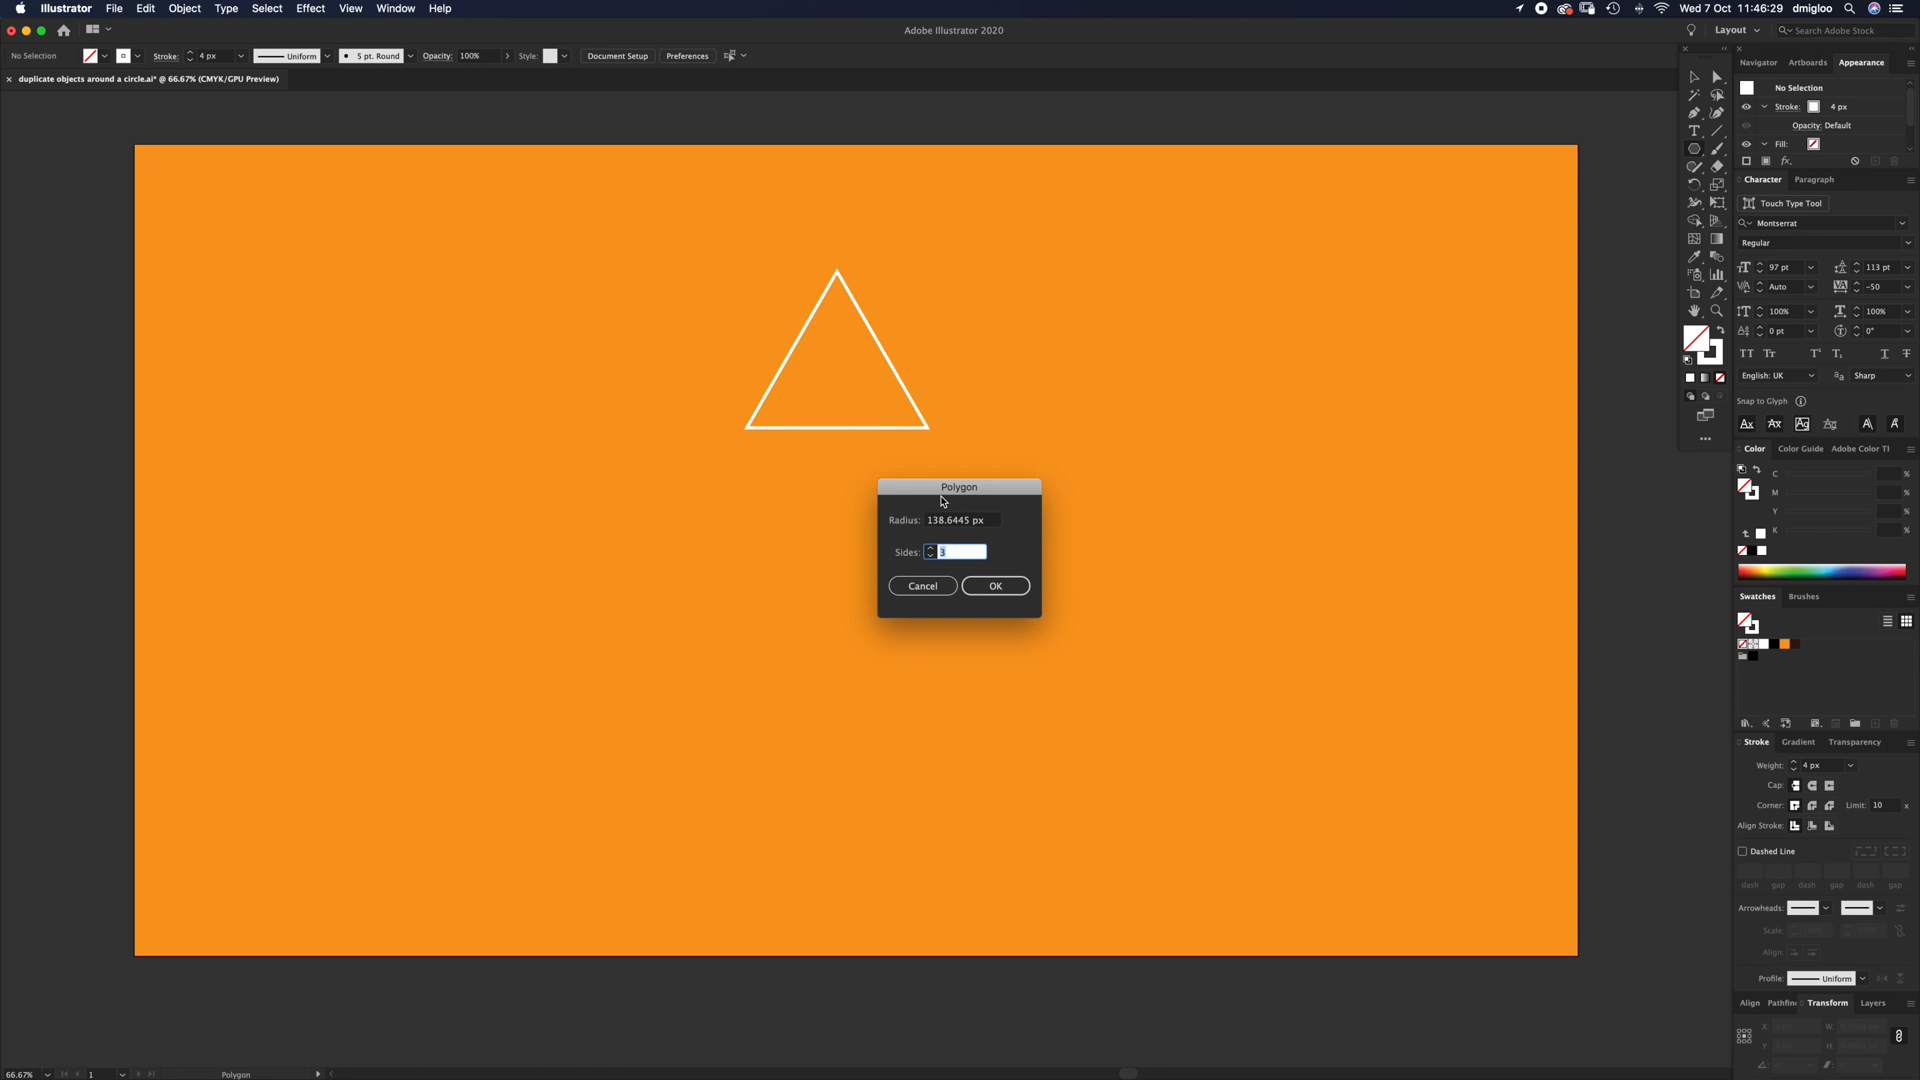 Illustrator File Edit Object Type Select Effect View Window Help
Wed 7 Oct 11:46:29 dmigloo
Adobe Illustrator 2020
Layout
Search Adobe Stock
No Selection
Stroke: 4 px
Uniform
5 pt. Round
Opacity: 100%
Style:
Document Setup
Preferences
duplicate objects around a circle.ai* @ 66.67% (CMYK/GPU Preview)
Navigator Artboards Appearance
No Selection
Stroke: 4 px
Opacity: Default
Fill:
fx.
Character Paragraph
Touch Type Tool
Montserrat
Regular
97 pt
113 pt
Auto
-50
100%
100%
0 pt
0°
English: UK
Sharp
Snap to Glyph
Color Color Guide Adobe Color Tl
C %
M %
Y %
K %
Swatches Brushes
Stroke Gradient Transparency
Weight: 4 px
Cap:
Corner: Limit: 10 x
Align Stroke:
Dashed Line
dash gap dash gap dash gap
Arrowheads:
Scale:
Align:
Profile: Uniform
Align Pathfin Transform Layers
X: W:
Y: H:
Polygon
Radius: 138.6445 px
Sides: 3
Cancel OK
66.67%
1
Polygon